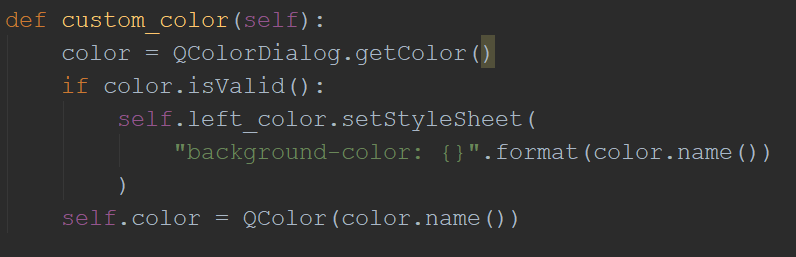 def custom_color(self):
    color = QColorDialog.getColor()
    if color.isValid():
        self.left_color.setStyleSheet(
            "background-color: {}".format(color.name())
        )
    self.color = QColor(color.name())